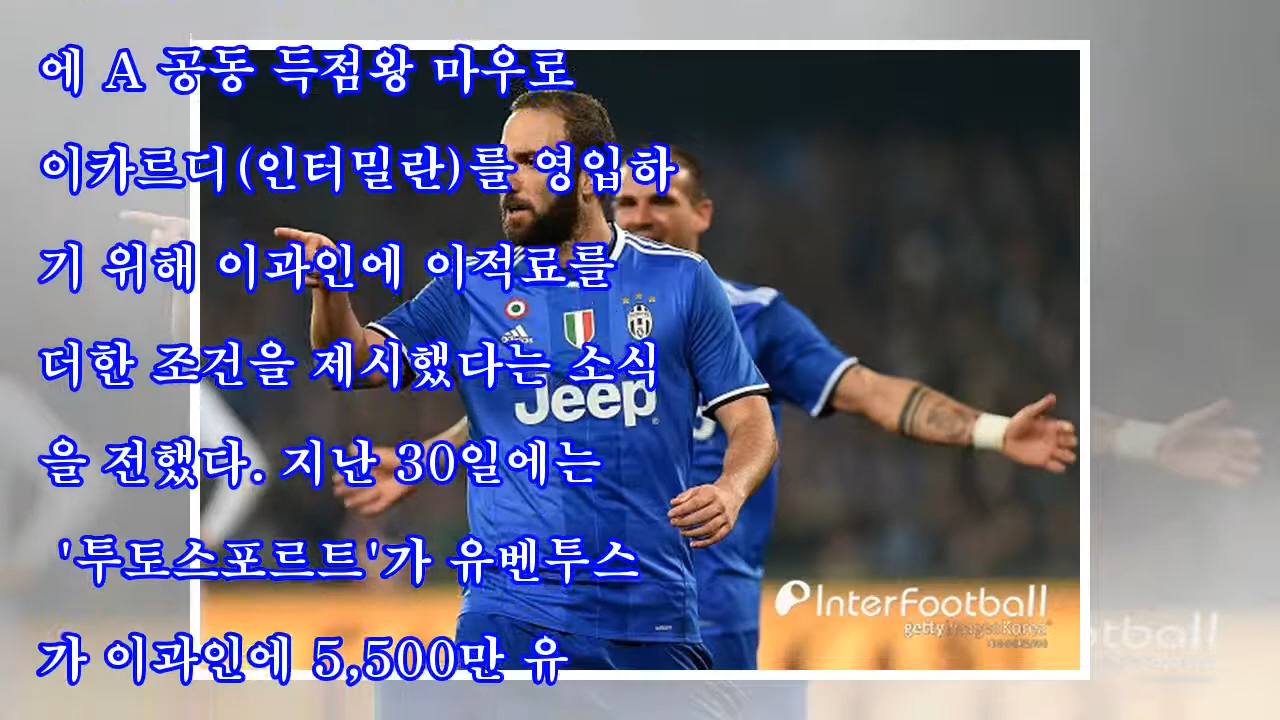 에 A 공동 득점왕 마우로
이카르디(인터밀란)를 영입하
기 위해 이과인에 이적료를
더한 조건을 제시했다는 소식
을 전했다. 지난 30일에는
'투토스포르트'가 유벤투스
가 이과인에 5,500만 유
adidas
Jeep
InterFootball
gettyimagesKorea
otball